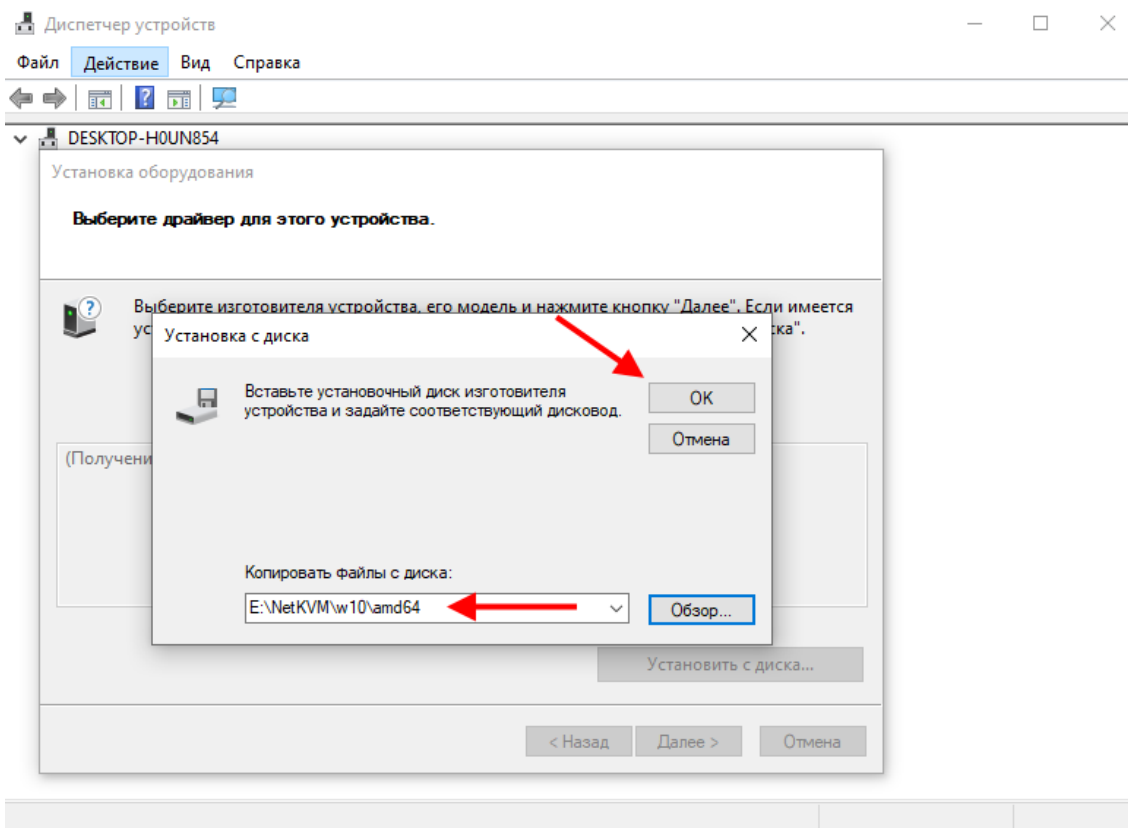 Диспетчер устройств
Файл Действие Вид Справка
DESKTOP-H0UN854
Установка оборудования
Выберите драйвер для этого устройства.
Выберите изготовителя устройства, его модель и нажмите кнопку "Далее". Если имеется
Установка с диска
Вставьте установочный диск изготовителя
устройства и задайте соответствующий дисковод.
OK
Отмена
(Получени
Копировать файлы с диска:
E:\NetKVM\w10\amd64
Обзор...
Установить с диска...
< Назад Далее > Отмена